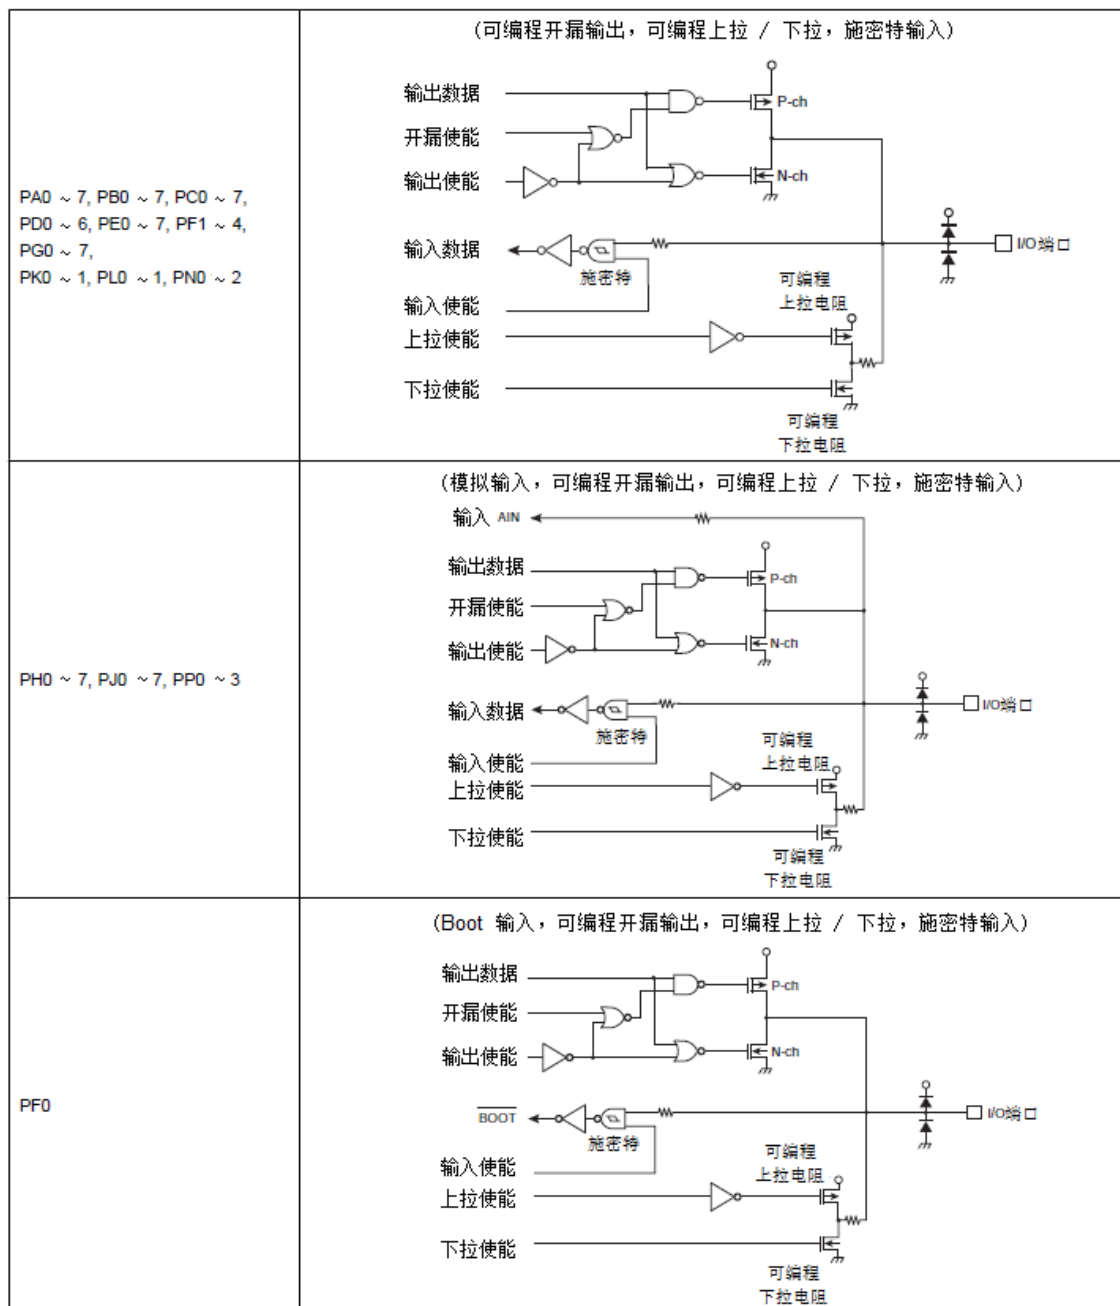 (可编程开漏输出，可编程上拉 / 下拉，施密特输入)
PA0 ~ 7, PB0 ~ 7, PC0 ~ 7,
PD0 ~ 6, PE0 ~ 7, PF1 ~ 4,
PG0 ~ 7,
PK0 ~ 1, PL0 ~ 1, PN0 ~ 2
输出数据
P-ch
开漏使能
输出使能
N-ch
输入数据
施密特
I/O端口
可编程
上拉电阻
输入使能
上拉使能
下拉使能
可编程
下拉电阻
(模拟输入，可编程开漏输出，可编程上拉 / 下拉，施密特输入)
PH0 ~ 7, PJ0 ~ 7, PP0 ~ 3
输入 AIN
输出数据
P-ch
开漏使能
输出使能
N-ch
输入数据
施密特
I/O端口
可编程
上拉电阻
输入使能
上拉使能
下拉使能
可编程
下拉电阻
(Boot 输入，可编程开漏输出，可编程上拉 / 下拉，施密特输入)
PF0
输出数据
P-ch
开漏使能
输出使能
N-ch
BOOT
施密特
I/O端口
可编程
上拉电阻
输入使能
上拉使能
下拉使能
可编程
下拉电阻